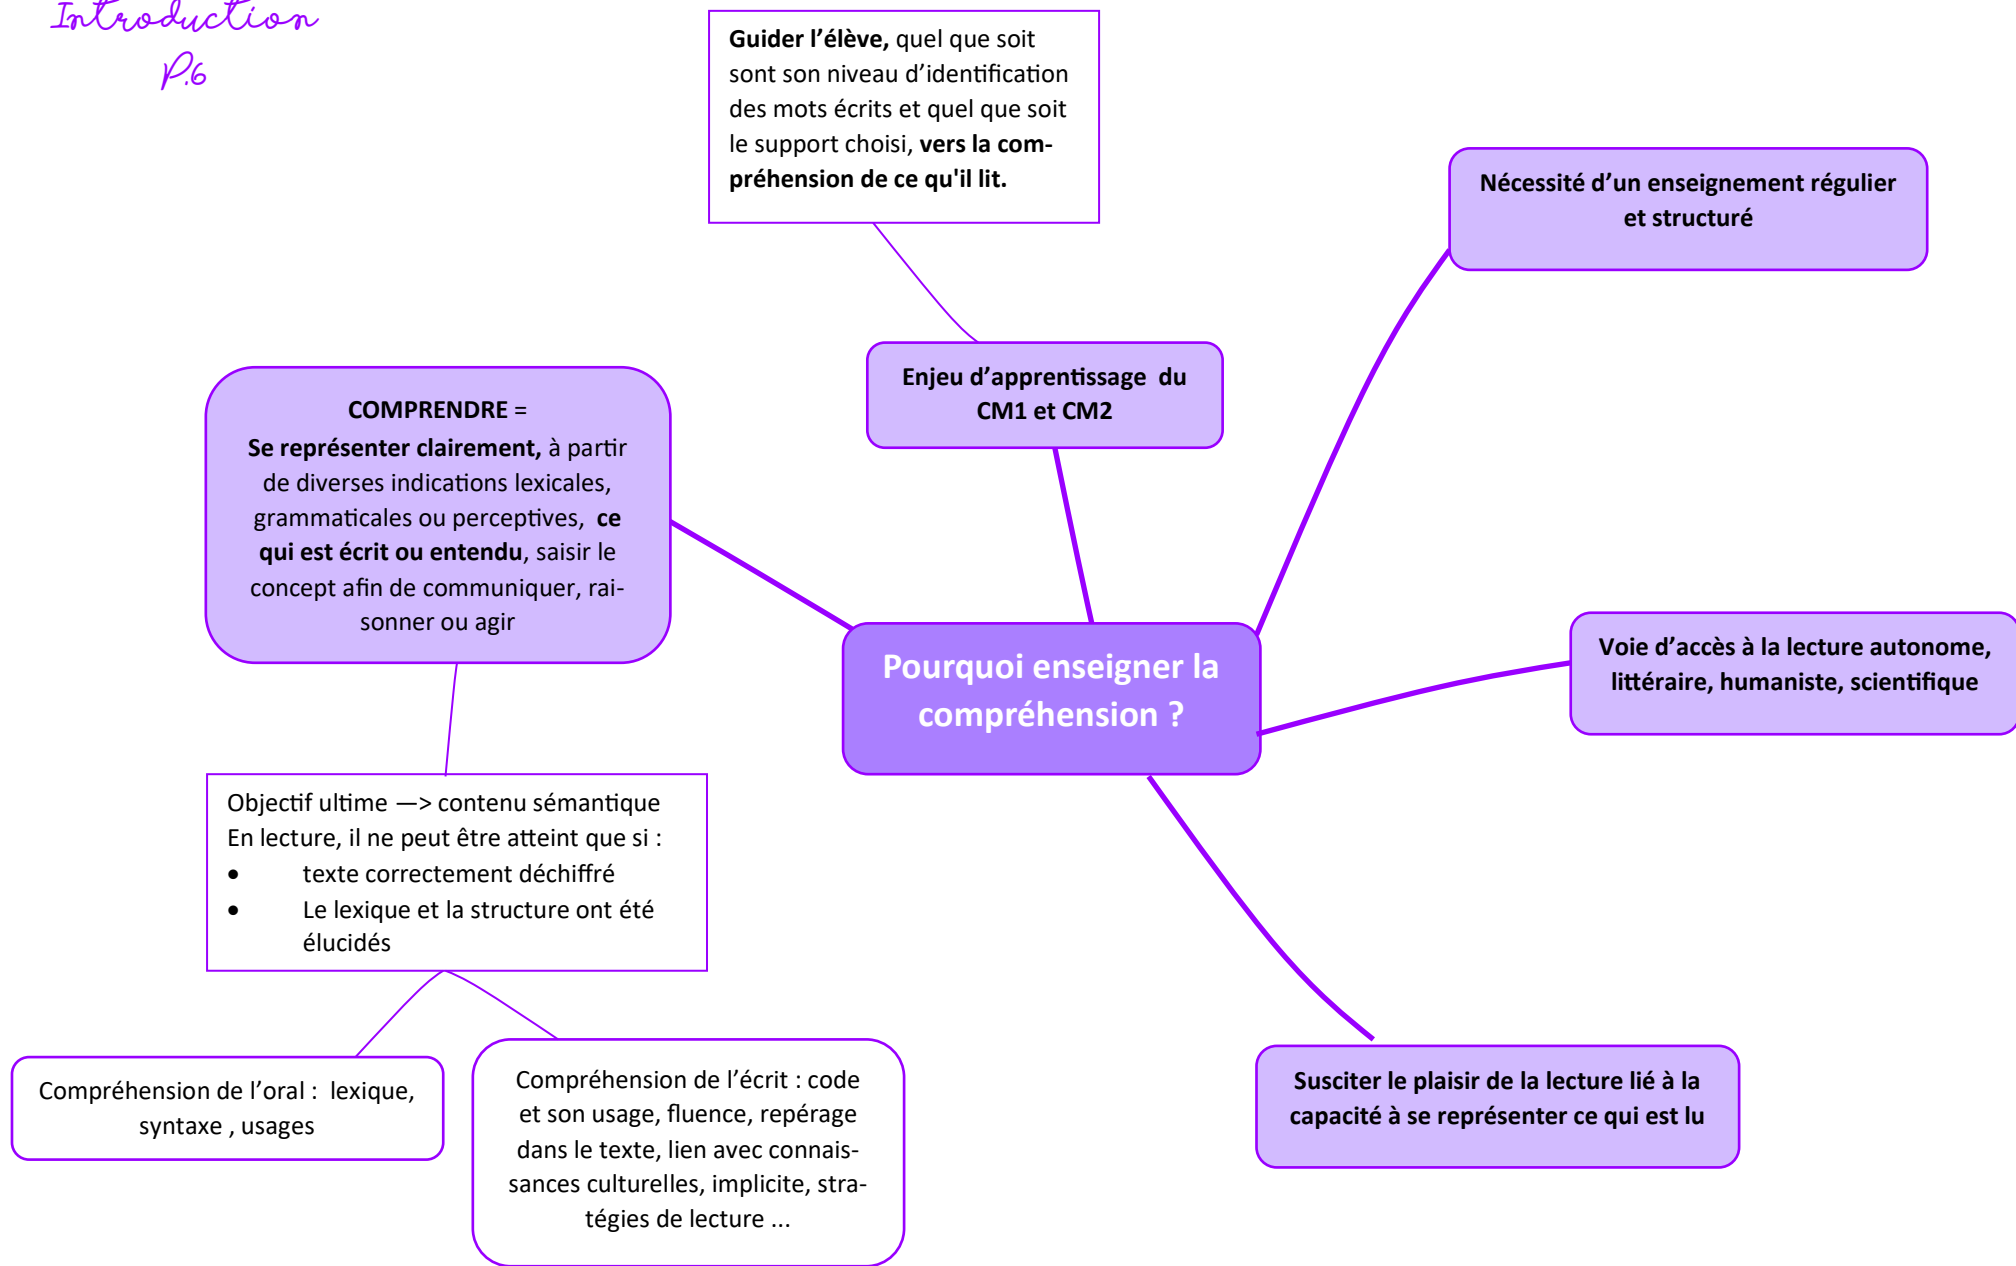 Introduction
P.6
Guider l’élève, quel que soit
sont son niveau d’identification
des mots écrits et quel que soit
le support choisi, vers la com-
préhension de ce qu'il lit.
Nécessité d’un enseignement régulier
et structuré
Enjeu d’apprentissage  du
CM1 et CM2
COMPRENDRE =
Se représenter clairement, à partir
de diverses indications lexicales,
grammaticales ou perceptives,  ce
qui est écrit ou entendu, saisir le
concept afin de communiquer, rai-
sonner ou agir
Pourquoi enseigner la
compréhension ?
Voie d’accès à la lecture autonome,
littéraire, humaniste, scientifique
Objectif ultime —> contenu sémantique
En lecture, il ne peut être atteint que si :
• texte correctement déchiffré
• Le lexique et la structure ont été
élucidés
Compréhension de l’oral :  lexique,
syntaxe , usages
Compréhension de l’écrit : code
et son usage, fluence, repérage
dans le texte, lien avec connais-
sances culturelles, implicite, stra-
tégies de lecture ...
Susciter le plaisir de la lecture lié à la
capacité à se représenter ce qui est lu